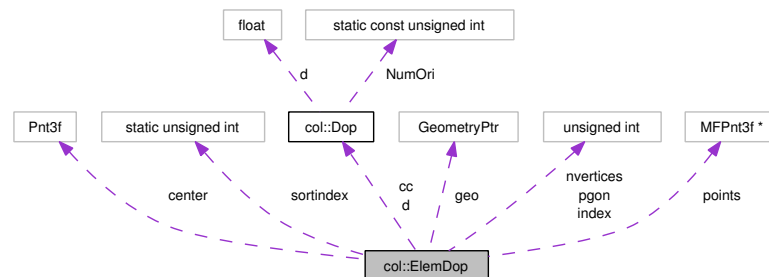 float
static const unsigned int
d
NumOri
Pnt3f
static unsigned int
col::Dop
GeometryPtr
unsigned int
MFPnt3f *
center
sortindex
cc
d
geo
nvertices
pgon
index
points
col::ElemDop